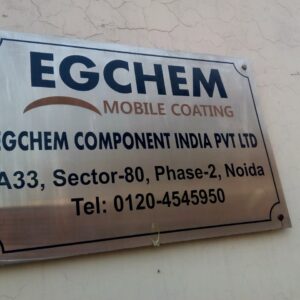 EGCHEM
MOBILE COATING
EGCHEM COMPONENT INDIA PVT LTD
A33, Sector-80, Phase-2, Noida
Tel: 0120-4545950